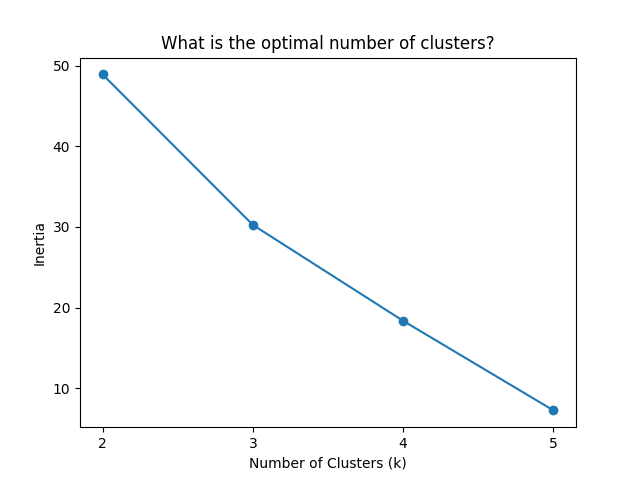 What is the optimal number of clusters?
50
40
30
20
10
Inertia
2 3 4 5
Number of Clusters (k)